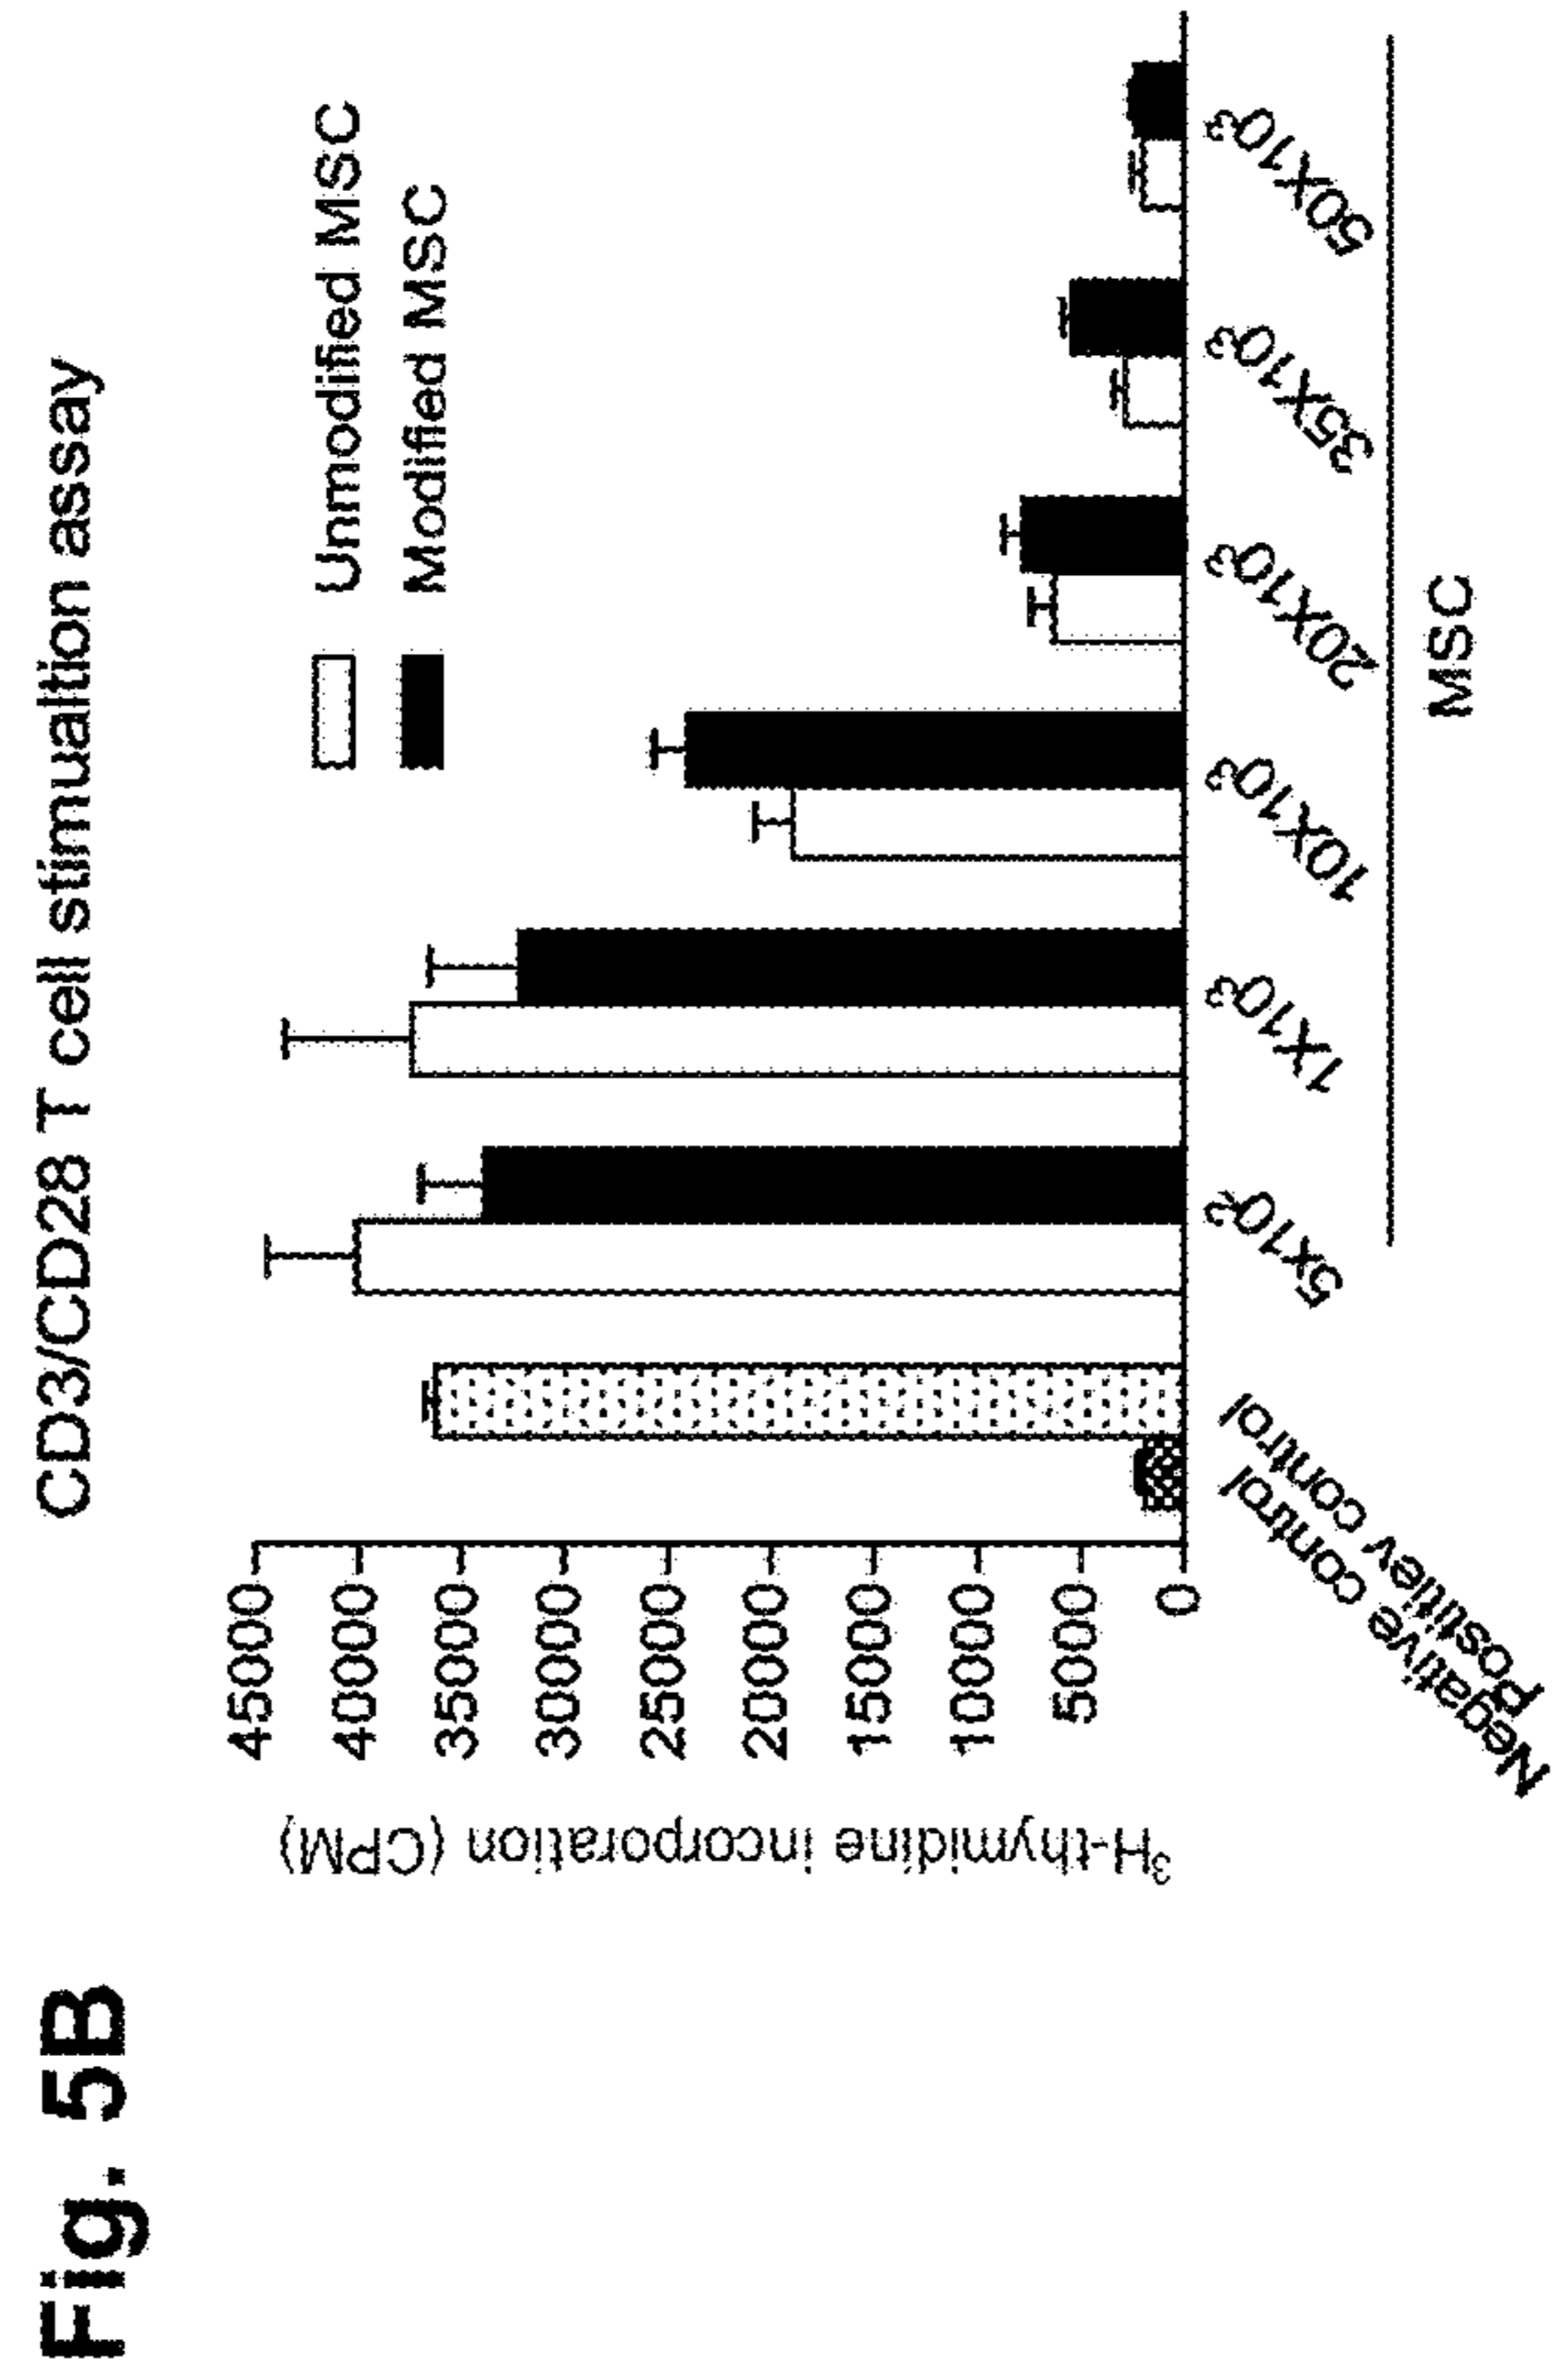 Fig. 5B
CD3/CD28 T cell stimualtion assay
Unmodified MSC
Modified MSC
³H-thymidine incorporation (CPM)
45000
40000
35000
30000
25000
20000
15000
10000
5000
0
Negative control
postitiev control
5x10²
1X10³
10X10³
20X10³
35X10³
50X10³
MSC